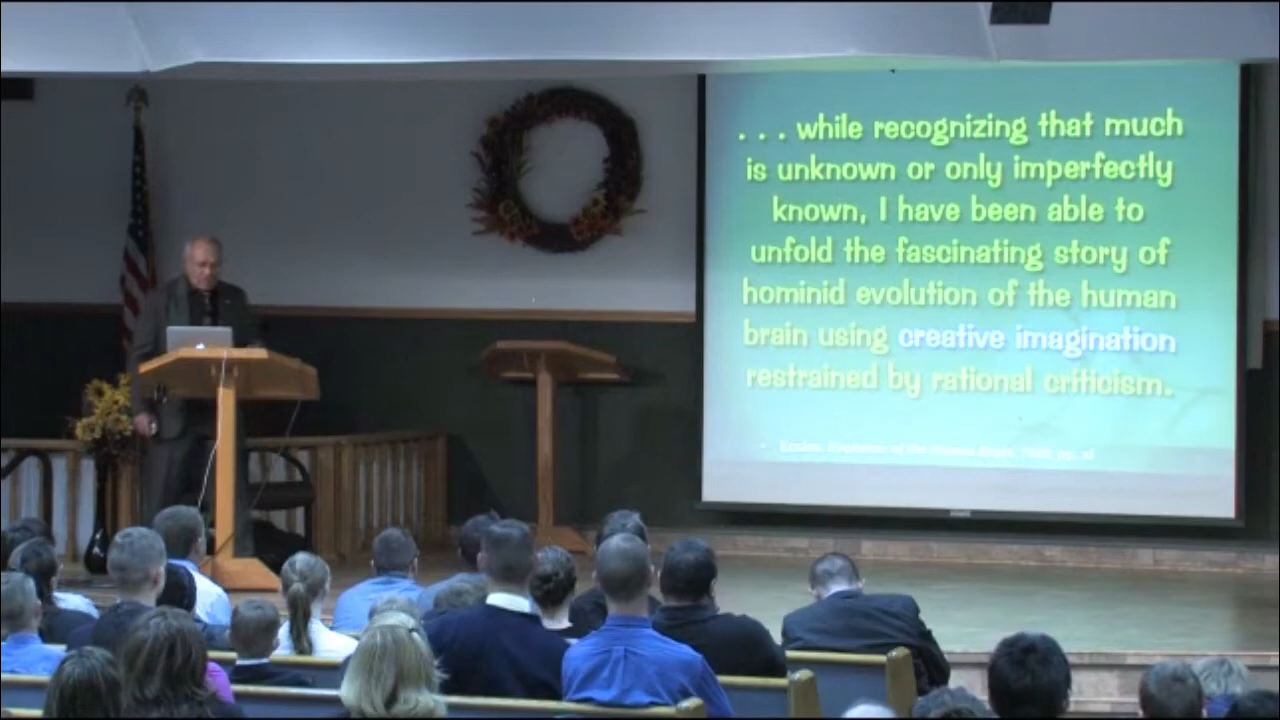 . . . while recognizing that much
is unknown or only imperfectly
known, I have been able to
unfold the fascinating story of
hominid evolution of the human
brain using creative imagination
restrained by rational criticism.